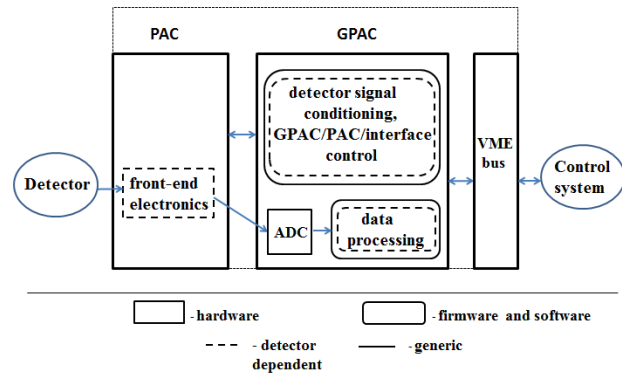 PAC
GPAC
detector signal
conditioning,
GPAC/PAC/interface
control
VME
bus
Detector
front-end
electronics
Control
system
ADC
data
processing
- hardware
- firmware and software
- detector
dependent
- generic